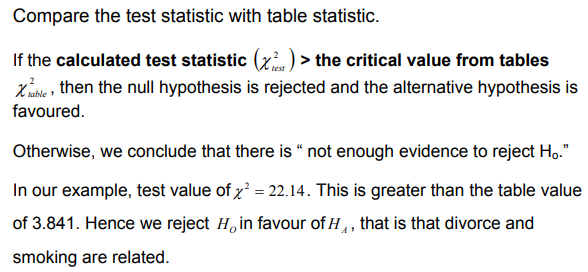 Compare the test statistic with table statistic.
If the calculated test statistic (χ²test) > the critical value from tables
χ²table , then the null hypothesis is rejected and the alternative hypothesis is
favoured.
Otherwise, we conclude that there is “ not enough evidence to reject Hₒ.”
In our example, test value of χ² = 22.14. This is greater than the table value
of 3.841. Hence we reject Hₒ in favour of H_A , that is that divorce and
smoking are related.